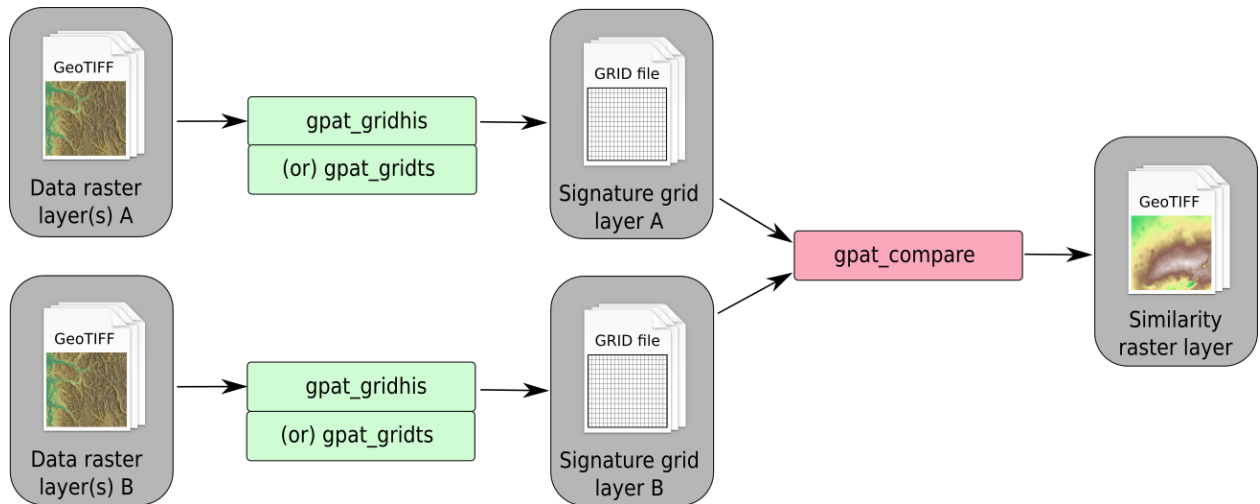 GeoTIFF
Data raster
layer(s) A
gpat_gridhis
(or) gpat_gridts
GRID file
Signature grid
layer A
GeoTIFF
Data raster
layer(s) B
gpat_gridhis
(or) gpat_gridts
GRID file
Signature grid
layer B
gpat_compare
GeoTIFF
Similarity
raster layer